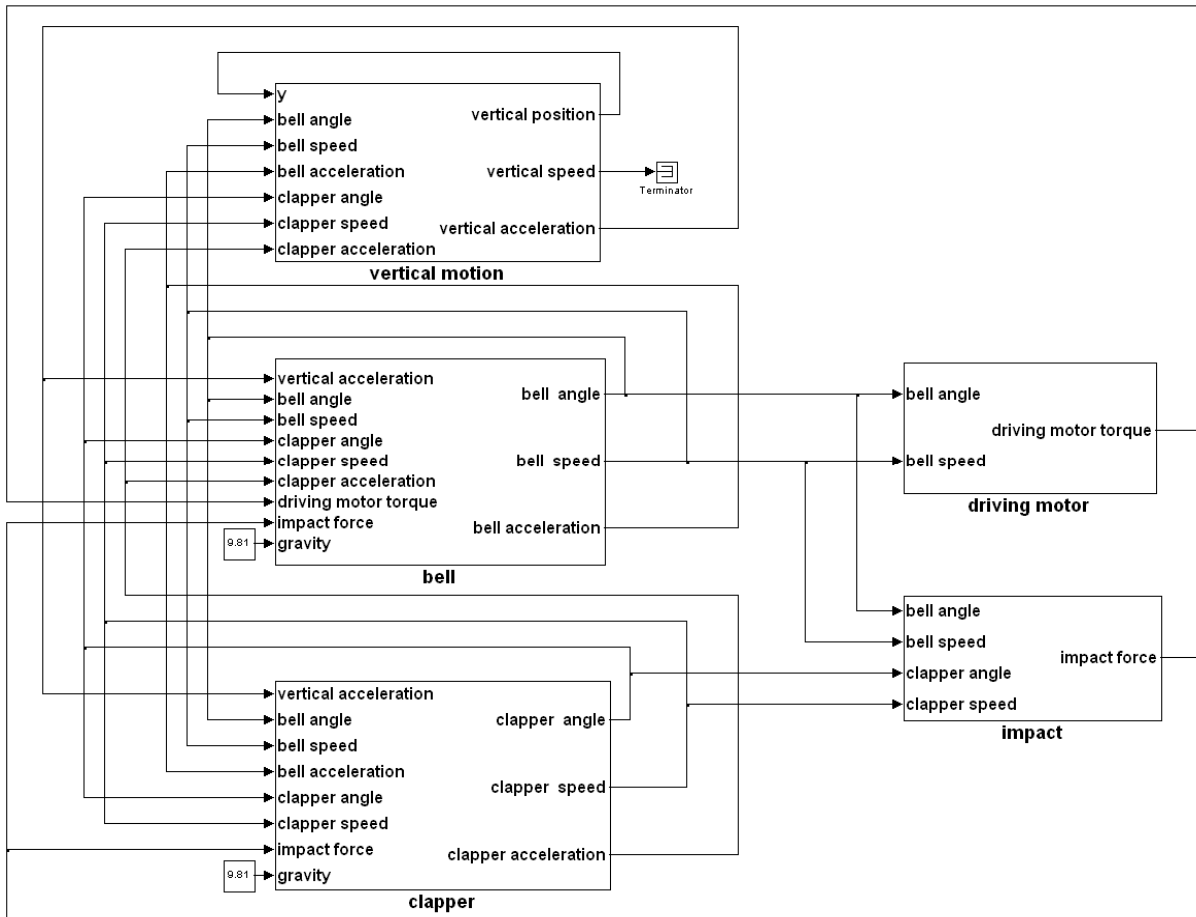 y
bell angle
bell speed
bell acceleration
clapper angle
clapper speed
clapper acceleration
vertical position
vertical speed
vertical acceleration
Terminator
vertical motion
vertical acceleration
bell angle
bell speed
clapper angle
clapper speed
clapper acceleration
driving motor torque
impact force
gravity
9.81
bell  angle
bell  speed
bell acceleration
bell
bell angle
bell speed
driving motor torque
driving motor
bell angle
bell speed
clapper angle
clapper speed
impact force
impact
vertical acceleration
bell angle
bell speed
bell acceleration
clapper angle
clapper speed
impact force
gravity
9.81
clapper  angle
clapper  speed
clapper acceleration
clapper